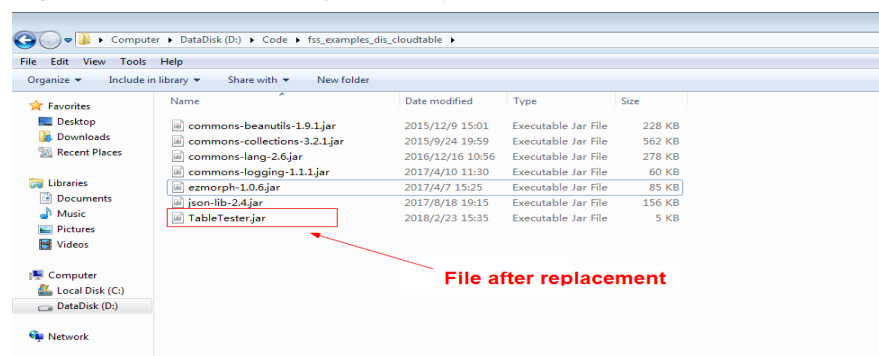 Computer ▸ DataDisk (D:) ▸ Code ▸ fss_examples_dis_cloudtable ▸
File Edit View Tools Help
Organize Include in library Share with New folder
Favorites
Desktop
Downloads
Recent Places
Libraries
Documents
Music
Pictures
Videos
Computer
Local Disk (C:)
DataDisk (D:)
Network
Name Date modified Type Size
commons-beanutils-1.9.1.jar 2015/12/9 15:01 Executable Jar File 228 KB
commons-collections-3.2.1.jar 2015/9/24 19:59 Executable Jar File 562 KB
commons-lang-2.6.jar 2016/12/16 10:56 Executable Jar File 278 KB
commons-logging-1.1.1.jar 2017/4/10 11:30 Executable Jar File 60 KB
ezmorph-1.0.6.jar 2017/4/7 15:25 Executable Jar File 85 KB
json-lib-2.4.jar 2017/8/18 19:15 Executable Jar File 156 KB
TableTester.jar 2018/2/23 15:35 Executable Jar File 5 KB
File after replacement